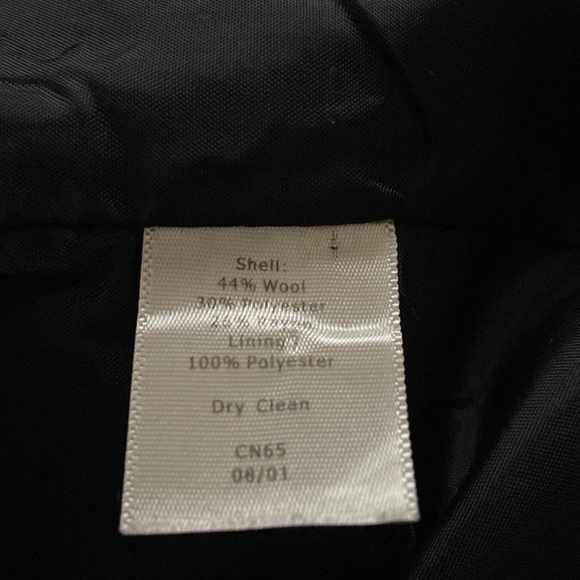 Shell:
44% Wool
30% Polyester
Lining:
100% Polyester
Dry Clean
CN65
08/01